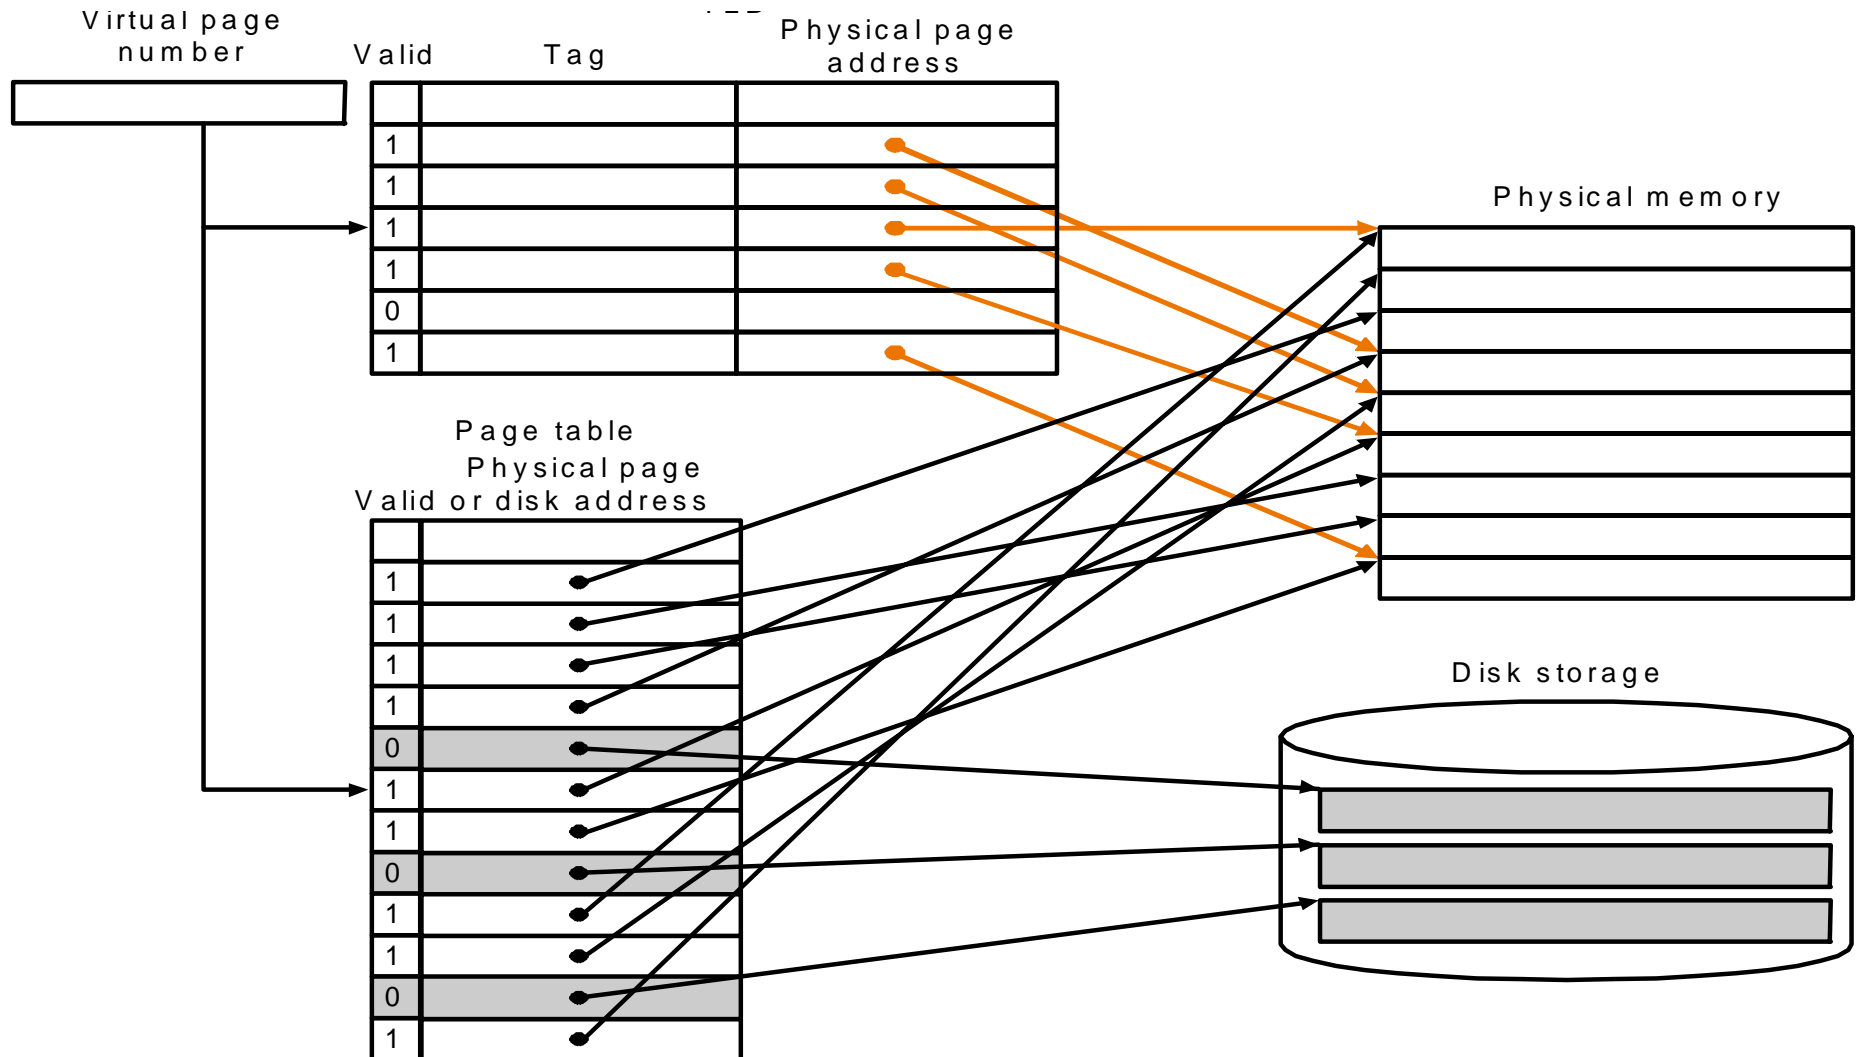 Virtual page
number
Valid
Tag
Physical page
address
1
1
1
1
0
1
Physical memory
Page table
Physical page
Valid or disk address
1
1
1
1
0
1
1
0
1
1
0
1
Disk storage